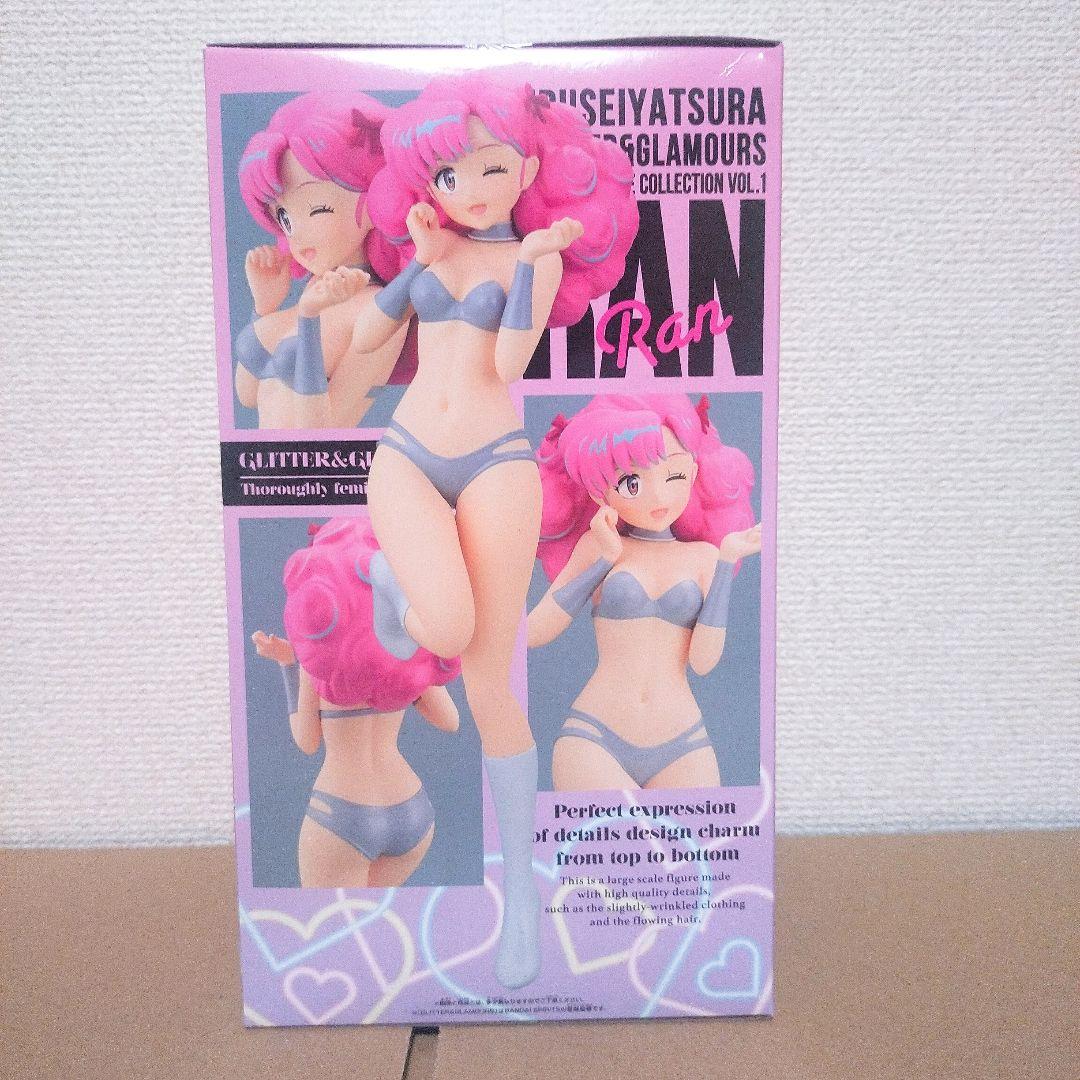 USEIYATSURA
&GLAMOURS
COLLECTION VOL.1
RAN
Ran
GLITTER&GL
Thoroughly femi
Perfect expression
of details design charm
from top to bottom
This is a large scale figure made
with high quality details,
such as the slightly-wrinkled clothing
and the flowing hair.